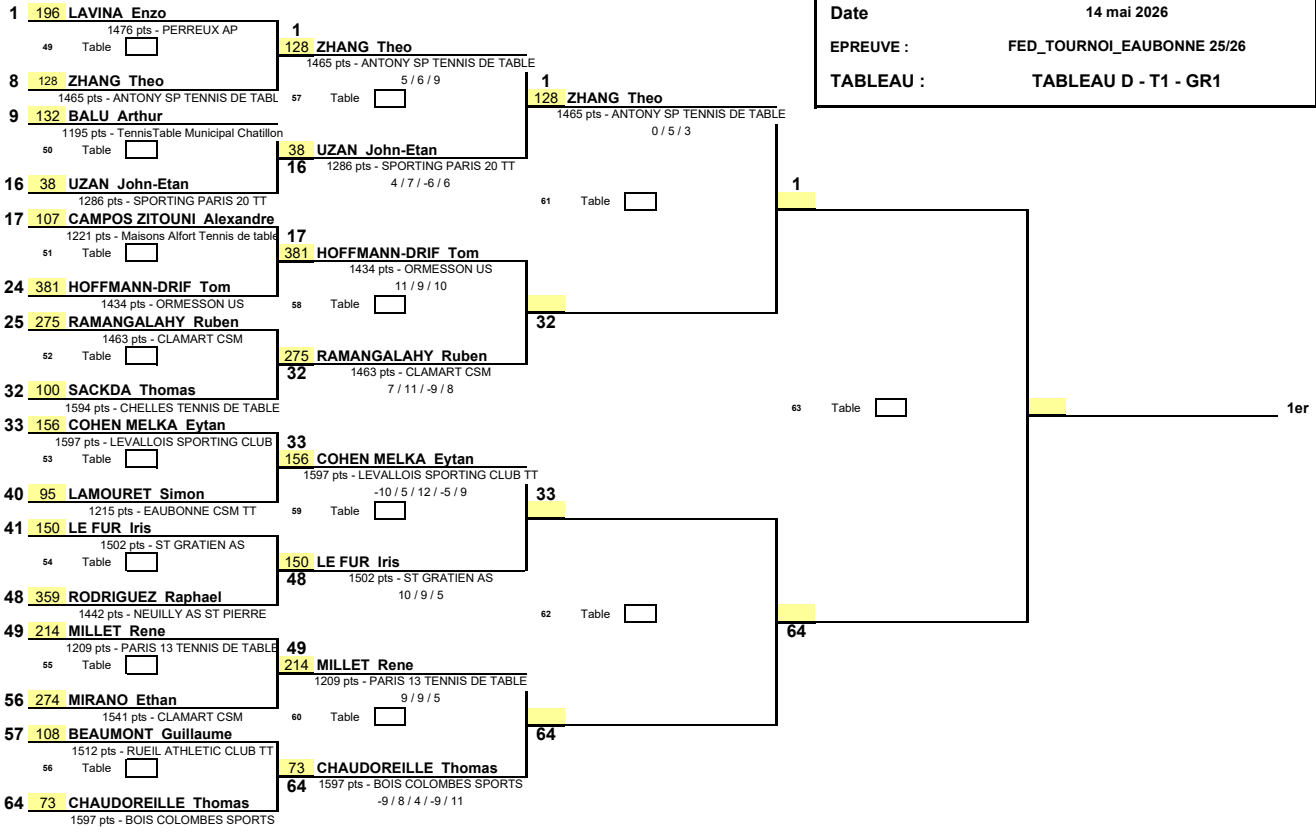 Date 14 mai 2026
EPREUVE : FED_TOURNOI_EAUBONNE 25/26
TABLEAU : TABLEAU D - T1 - GR1
1 196 LAVINA Enzo
1476 pts - PERREUX AP
49 Table
8 128 ZHANG Theo
1465 pts - ANTONY SP TENNIS DE TABL
9 132 BALU Arthur
1195 pts - TennisTable Municipal Chatillon
50 Table
16 38 UZAN John-Etan
1286 pts - SPORTING PARIS 20 TT
17 107 CAMPOS ZITOUNI Alexandre
1221 pts - Maisons Alfort Tennis de table
51 Table
24 381 HOFFMANN-DRIF Tom
1434 pts - ORMESSON US
25 275 RAMANGALAHY Ruben
1463 pts - CLAMART CSM
52 Table
32 100 SACKDA Thomas
1594 pts - CHELLES TENNIS DE TABLE
33 156 COHEN MELKA Eytan
1597 pts - LEVALLOIS SPORTING CLUB
53 Table
40 95 LAMOURET Simon
1215 pts - EAUBONNE CSM TT
41 150 LE FUR Iris
1502 pts - ST GRATIEN AS
54 Table
48 359 RODRIGUEZ Raphael
1442 pts - NEUILLY AS ST PIERRE
49 214 MILLET Rene
1209 pts - PARIS 13 TENNIS DE TABLE
55 Table
56 274 MIRANO Ethan
1541 pts - CLAMART CSM
57 108 BEAUMONT Guillaume
1512 pts - RUEIL ATHLETIC CLUB TT
56 Table
64 73 CHAUDOREILLE Thomas
1597 pts - BOIS COLOMBES SPORTS
1
128 ZHANG Theo
1465 pts - ANTONY SP TENNIS DE TABLE
5 / 6 / 9
57 Table
38 UZAN John-Etan
16 1286 pts - SPORTING PARIS 20 TT
4 / 7 / -6 / 6
17
381 HOFFMANN-DRIF Tom
1434 pts - ORMESSON US
11 / 9 / 10
58 Table
275 RAMANGALAHY Ruben
32 1463 pts - CLAMART CSM
7 / 11 / -9 / 8
33
156 COHEN MELKA Eytan
1597 pts - LEVALLOIS SPORTING CLUB TT
-10 / 5 / 12 / -5 / 9
59 Table
150 LE FUR Iris
48 1502 pts - ST GRATIEN AS
10 / 9 / 5
49
214 MILLET Rene
1209 pts - PARIS 13 TENNIS DE TABLE
9 / 9 / 5
60 Table
73 CHAUDOREILLE Thomas
64 1597 pts - BOIS COLOMBES SPORTS
-9 / 8 / 4 / -9 / 11
1
128 ZHANG Theo
1465 pts - ANTONY SP TENNIS DE TABLE
0 / 5 / 3
61 Table
32
33
62 Table
64
1
63 Table
64
1er